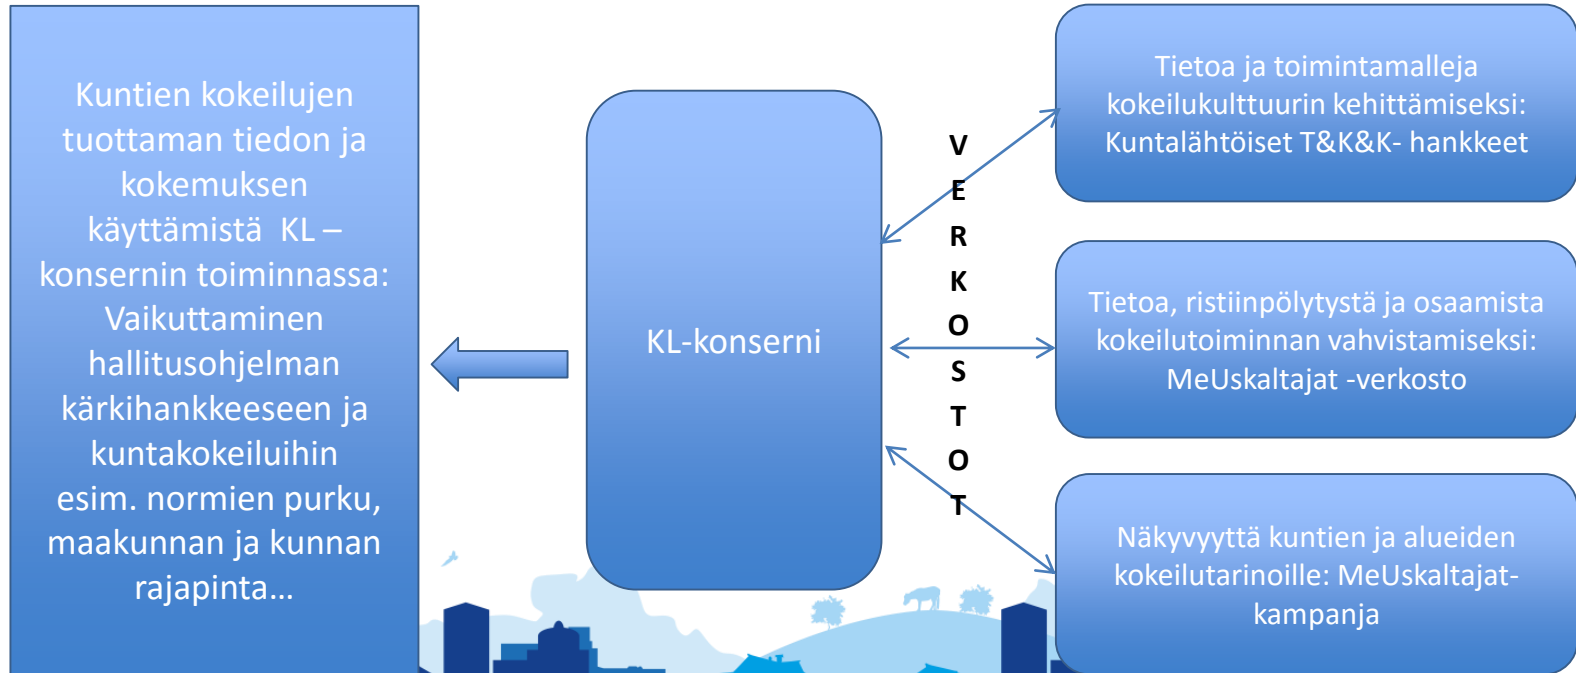 Kuntien kokeilujen
tuottaman tiedon ja
kokemuksen
käyttämistä  KL –
konsernin toiminnassa:
Vaikuttaminen
hallitusohjelman
kärkihankkeeseen ja
kuntakokeiluihin
esim. normien purku,
maakunnan ja kunnan
rajapinta…
KL-konserni
V
E
R
K
O
S
T
O
T
Tietoa ja toimintamalleja
kokeilukulttuurin kehittämiseksi:
Kuntalähtöiset T&K&K- hankkeet
Tietoa, ristiinpölytystä ja osaamista
kokeilutoiminnan vahvistamiseksi:
MeUskaltajat -verkosto
Näkyvyyttä kuntien ja alueiden
kokeilutarinoille: MeUskaltajat-
kampanja